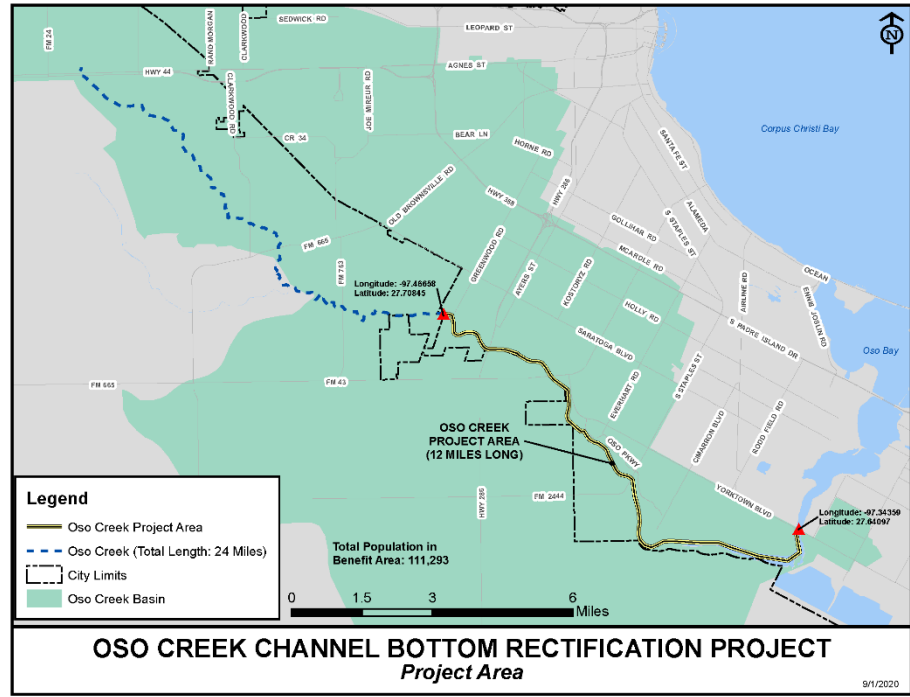 SEDWICK RD
LEOPARD ST
N
FM 24
RAND MORGAN
CLARKWOOD
HWY 44
AGNES ST
CLARKWOOD RD
JOE MIREUR RD
Corpus Christi Bay
CR 34
BEAR LN
HORNE RD
SANTA FE ST
OLD BROWNSVILLE RD
HWY 358
HWY 286
ALAMEDA
S STAPLES ST
GOLLIHAR RD
MCARDLE RD
FM 665
GREENWOOD RD
AYERS ST
KOSTORYZ RD
FM 763
OCEAN
AIRLINE RD
ENNIS JOSLIN RD
Longitude: -97.46658
Latitude: 27.70845
HOLLY RD
S PADRE ISLAND DR
SARATOGA BLVD
Oso Bay
FM 665
FM 43
EVERHART RD
S STAPLES ST
CIMARRON BLVD
RODD FIELD RD
OSO CREEK
PROJECT AREA
(12 MILES LONG)
OSO PKWY
YORKTOWN BLVD
HWY 286
FM 2444
Longitude: -97.34359
Latitude: 27.64097
Legend
Oso Creek Project Area
Oso Creek (Total Length: 24 Miles)
City Limits
Oso Creek Basin
Total Population in
Benefit Area: 111,293
0 1.5 3 6
Miles
OSO CREEK CHANNEL BOTTOM RECTIFICATION PROJECT
Project Area
9/1/2020